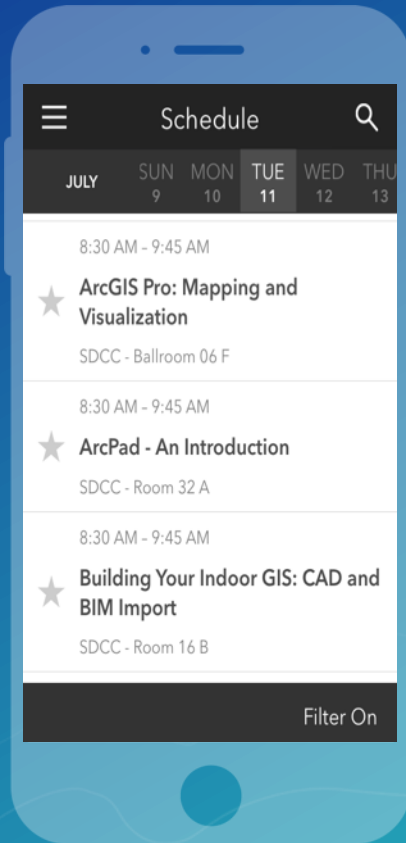 Schedule
JULY SUN MON TUE WED THU
9 10 11 12 13
8:30 AM – 9:45 AM
ArcGIS Pro: Mapping and
Visualization
SDCC - Ballroom 06 F
8:30 AM – 9:45 AM
ArcPad - An Introduction
SDCC - Room 32 A
8:30 AM – 9:45 AM
Building Your Indoor GIS: CAD and
BIM Import
SDCC - Room 16 B
Filter On